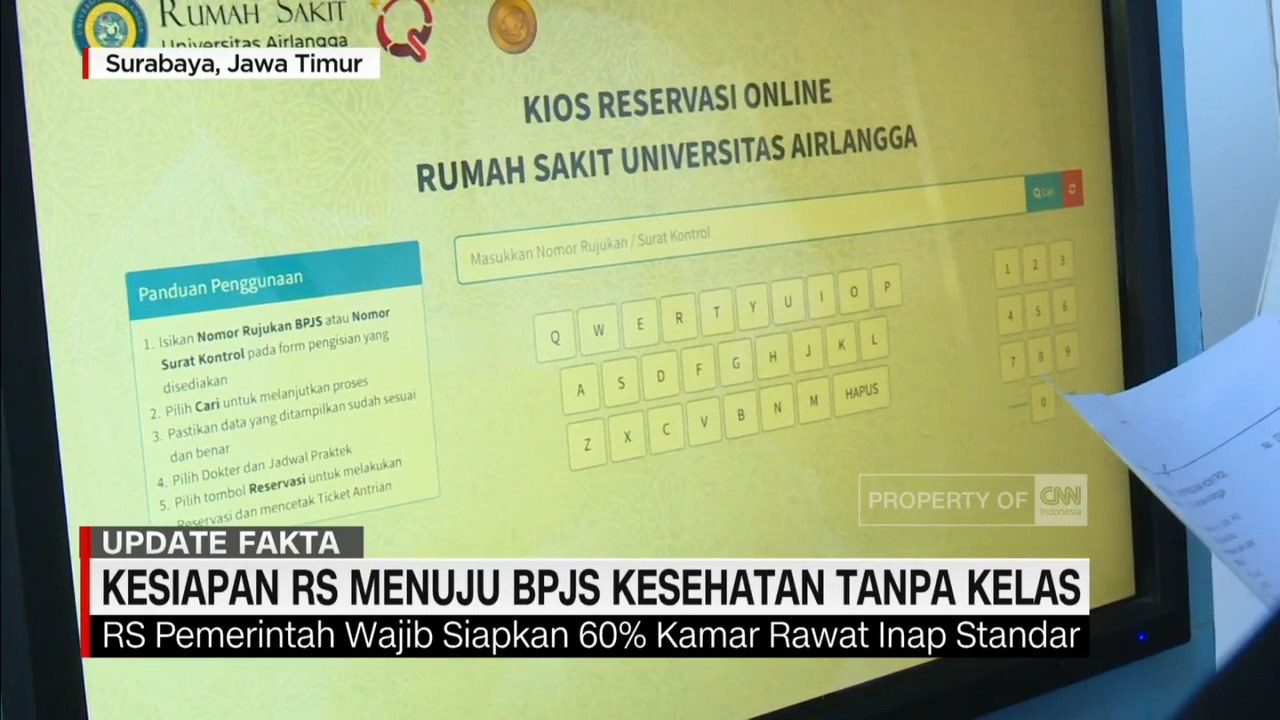 RUMAH SAKIT
Universitas Airlangga
Surabaya, Jawa Timur
KIOS RESERVASI ONLINE
RUMAH SAKIT UNIVERSITAS AIRLANGGA
Masukkan Nomor Rujukan / Surat Kontrol
Cari
Panduan Penggunaan
1. Isikan Nomor Rujukan BPJS atau Nomor
Surat Kontrol pada form pengisian yang
disediakan
2. Pilih Cari untuk melanjutkan proses
3. Pastikan data yang ditampilkan sudah sesuai
dan benar
4. Pilih Dokter dan Jadwal Praktek
5. Pilih tombol Reservasi untuk melakukan
Reservasi dan mencetak Ticket Antrian
Q W E R T Y U I O P
A S D F G H J K L
Z X C V B N M HAPUS
1 2 3
4 5 6
7 8 9
0
PROPERTY OF CNN Indonesia
UPDATE FAKTA
KESIAPAN RS MENUJU BPJS KESEHATAN TANPA KELAS
RS Pemerintah Wajib Siapkan 60% Kamar Rawat Inap Standar